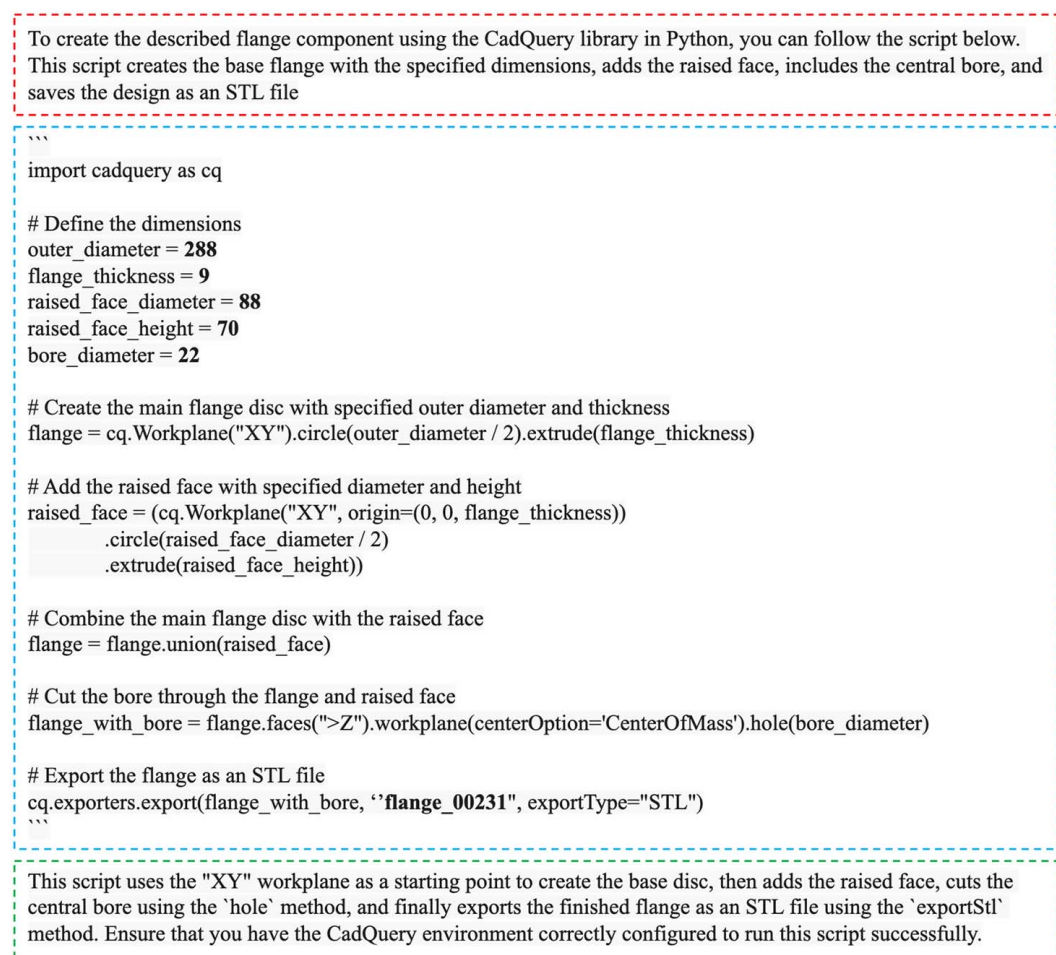 To create the described flange component using the CadQuery library in Python, you can follow the script below.
This script creates the base flange with the specified dimensions, adds the raised face, includes the central bore, and
saves the design as an STL file
```
import cadquery as cq
# Define the dimensions
outer_diameter = 288
flange_thickness = 9
raised_face_diameter = 88
raised_face_height = 70
bore_diameter = 22
# Create the main flange disc with specified outer diameter and thickness
flange = cq.Workplane("XY").circle(outer_diameter / 2).extrude(flange_thickness)
# Add the raised face with specified diameter and height
raised_face = (cq.Workplane("XY", origin=(0, 0, flange_thickness))
.circle(raised_face_diameter / 2)
.extrude(raised_face_height))
# Combine the main flange disc with the raised face
flange = flange.union(raised_face)
# Cut the bore through the flange and raised face
flange_with_bore = flange.faces(">Z").workplane(centerOption='CenterOfMass').hole(bore_diameter)
# Export the flange as an STL file
cq.exporters.export(flange_with_bore, ‘’flange_00231", exportType="STL")
```
This script uses the "XY" workplane as a starting point to create the base disc, then adds the raised face, cuts the
central bore using the `hole` method, and finally exports the finished flange as an STL file using the `exportStl`
method. Ensure that you have the CadQuery environment correctly configured to run this script successfully.